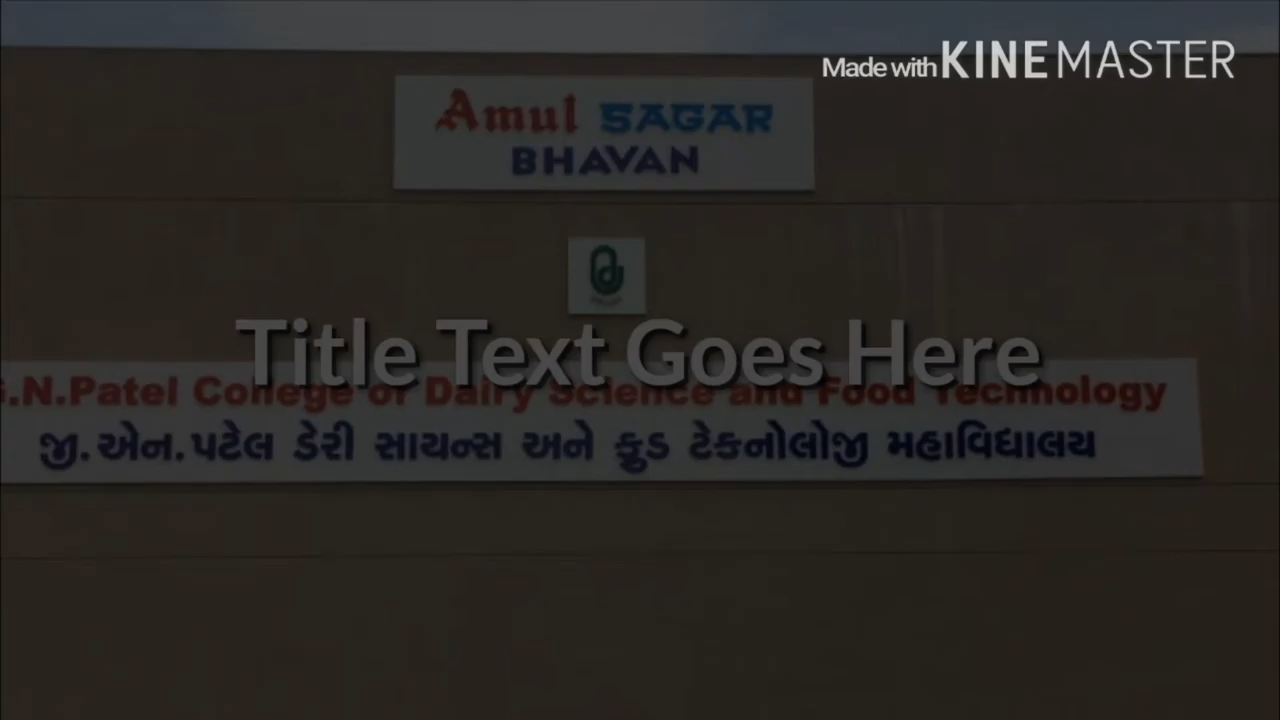 Made with KINEMASTER
Amul SAGAR
BHAVAN
Title Text Goes Here
G.N.Patel College of Dairy Science and Food Technology
જી.એન.પટેલ ડેરી સાયન્સ અને ફુડ ટેકનોલોજી મહાવિદ્યાલય